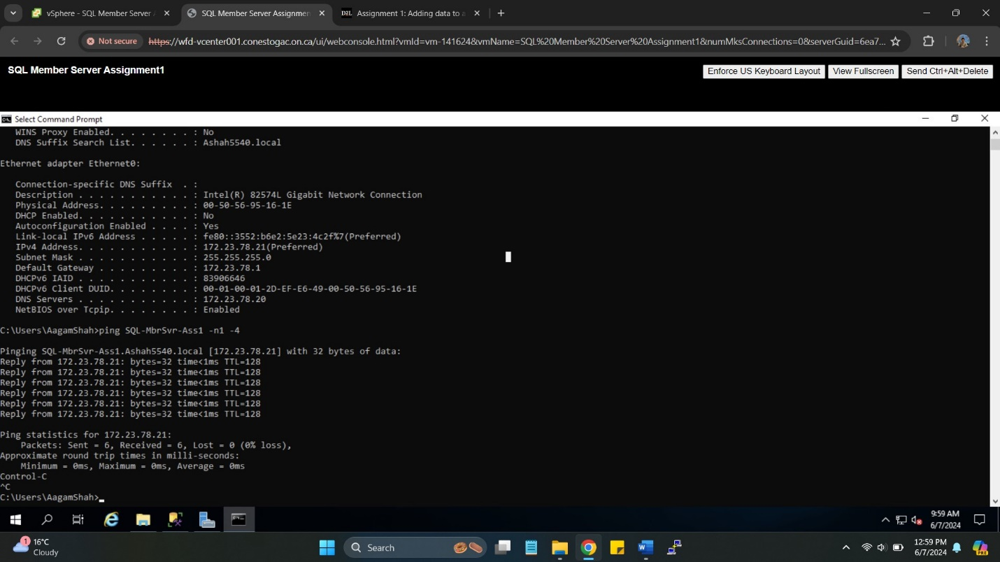 vSphere - SQL Member Server A
SQL Member Server Assignmen
D2L Assignment 1: Adding data to a
Not secure https://wfd-vcenter001.conestogac.on.ca/ui/webconsole.html?vmId=vm-141624&vmName=SQL%20Member%20Server%20Assignment1&numMksConnections=0&serverGuid=6ea7...
SQL Member Server Assignment1
Enforce US Keyboard Layout View Fullscreen Send Ctrl+Alt+Delete
Select Command Prompt
WINS Proxy Enabled. . . . . . . . : No
DNS Suffix Search List. . . . . . : Ashah5540.local
Ethernet adapter Ethernet0:
Connection-specific DNS Suffix . :
Description . . . . . . . . . . . : Intel(R) 82574L Gigabit Network Connection
Physical Address. . . . . . . . . : 00-50-56-95-16-1E
DHCP Enabled. . . . . . . . . . . : No
Autoconfiguration Enabled . . . . : Yes
Link-local IPv6 Address . . . . . : fe80::3552:b6e2:5e23:4c2f%7(Preferred)
IPv4 Address. . . . . . . . . . . : 172.23.78.21(Preferred)
Subnet Mask . . . . . . . . . . . : 255.255.255.0
Default Gateway . . . . . . . . . : 172.23.78.1
DHCPv6 IAID . . . . . . . . . . . : 83906646
DHCPv6 Client DUID. . . . . . . . : 00-01-00-01-2D-EF-E6-49-00-50-56-95-16-1E
DNS Servers . . . . . . . . . . . : 172.23.78.20
NetBIOS over Tcpip. . . . . . . . : Enabled
C:\Users\AagamShah>ping SQL-MbrSvr-Ass1 -n1 -4
Pinging SQL-MbrSvr-Ass1.Ashah5540.local [172.23.78.21] with 32 bytes of data:
Reply from 172.23.78.21: bytes=32 time<1ms TTL=128
Reply from 172.23.78.21: bytes=32 time<1ms TTL=128
Reply from 172.23.78.21: bytes=32 time<1ms TTL=128
Reply from 172.23.78.21: bytes=32 time<1ms TTL=128
Reply from 172.23.78.21: bytes=32 time<1ms TTL=128
Reply from 172.23.78.21: bytes=32 time<1ms TTL=128
Ping statistics for 172.23.78.21:
Packets: Sent = 6, Received = 6, Lost = 0 (0% loss),
Approximate round trip times in milli-seconds:
Minimum = 0ms, Maximum = 0ms, Average = 0ms
Control-C
^C
C:\Users\AagamShah>
9:59 AM
6/7/2024
1
16°C
Cloudy
Search
12:59 PM
6/7/2024
PRE